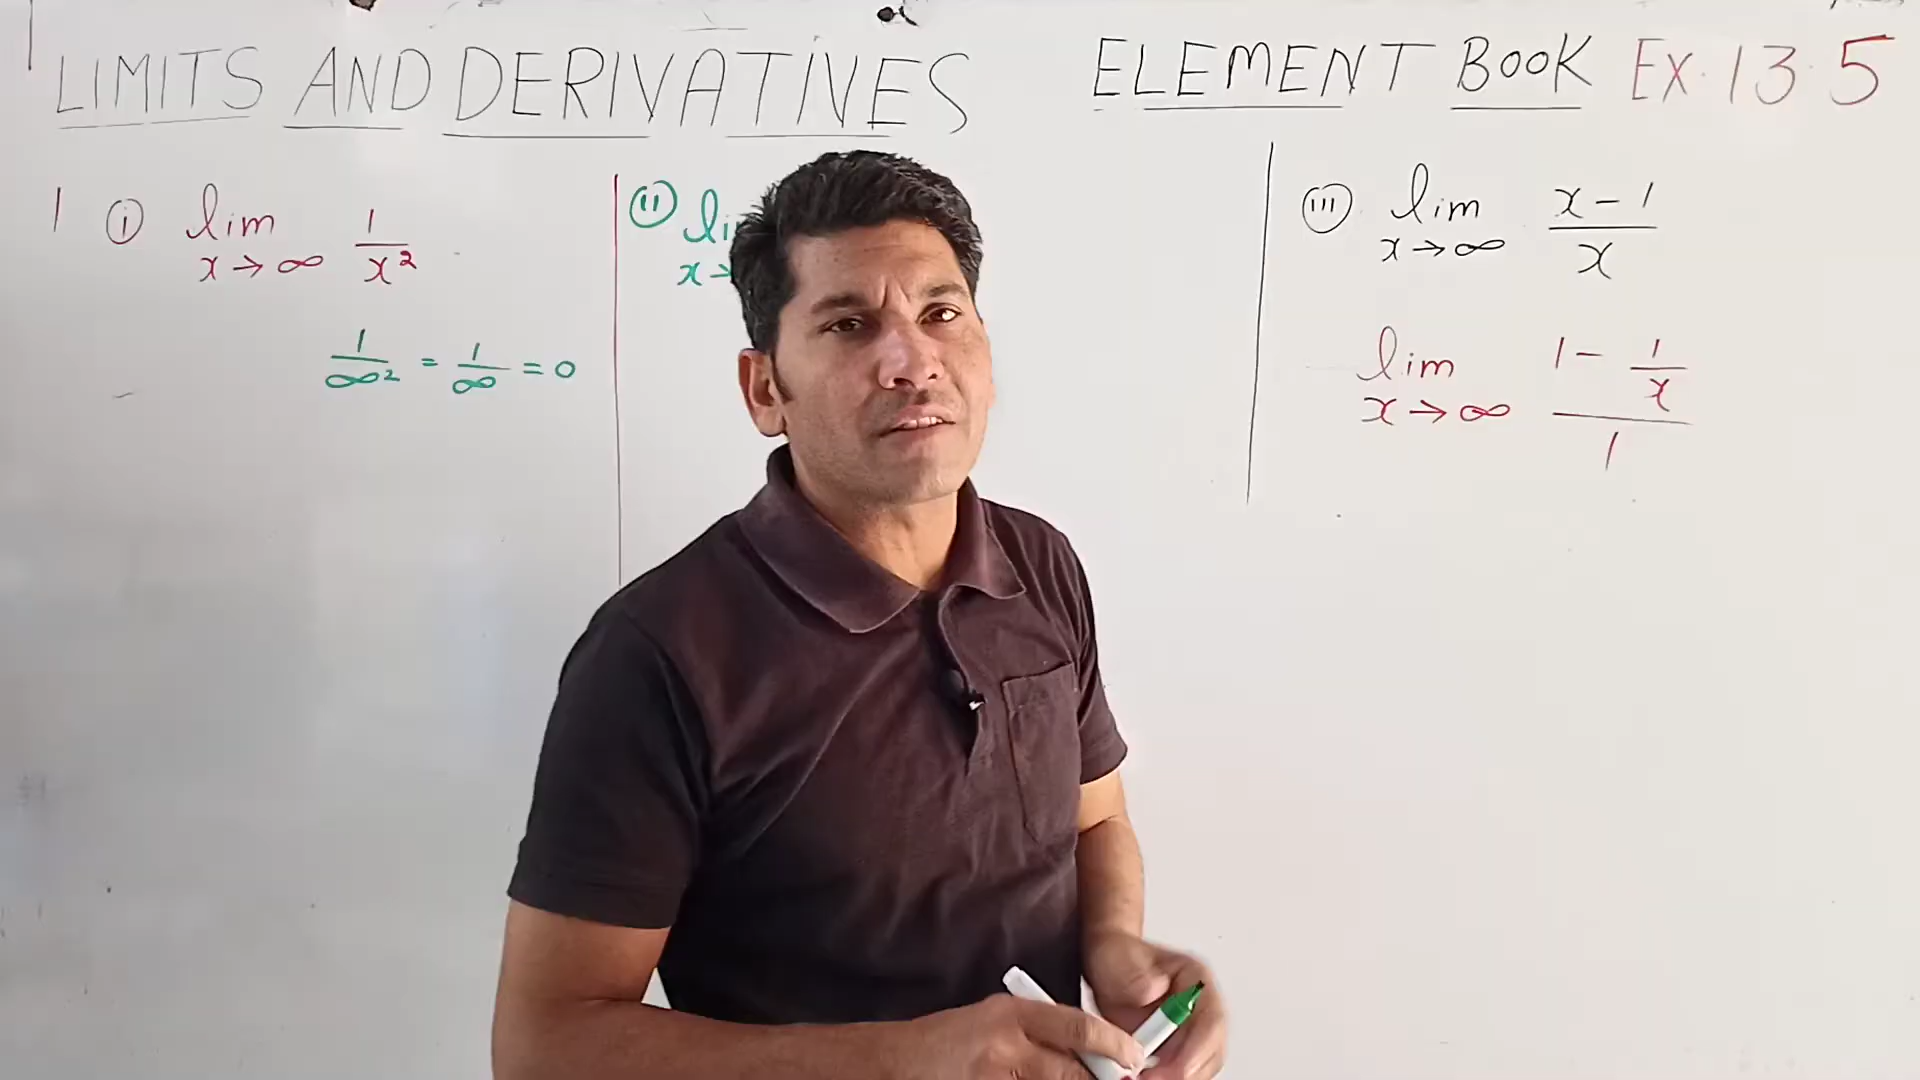 LIMITS AND DERIVATIVES
ELEMENT BOOK EX. 13.5
1 (i) lim x→∞ 1/x²
1/∞² = 1/∞ = 0
(ii)
x→
(iii) lim x→∞ x-1/x
lim x→∞ 1 - 1/x / 1